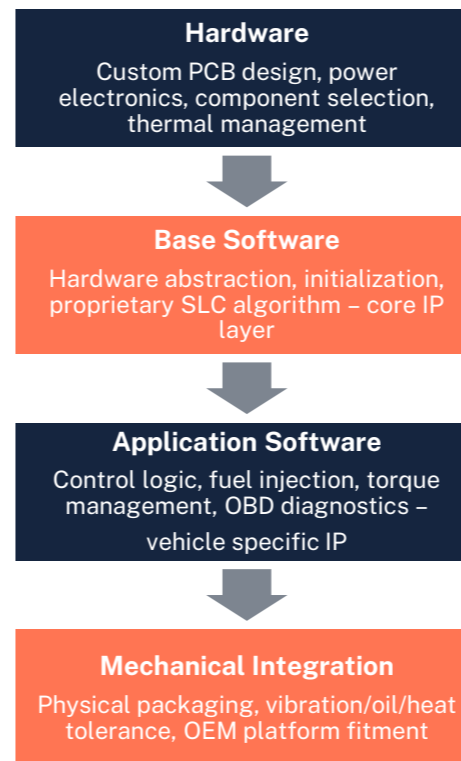 Hardware
Custom PCB design, power
electronics, component selection,
thermal management
Base Software
Hardware abstraction, initialization,
proprietary SLC algorithm – core IP
layer
Application Software
Control logic, fuel injection, torque
management, OBD diagnostics –
vehicle specific IP
Mechanical Integration
Physical packaging, vibration/oil/heat
tolerance, OEM platform fitment